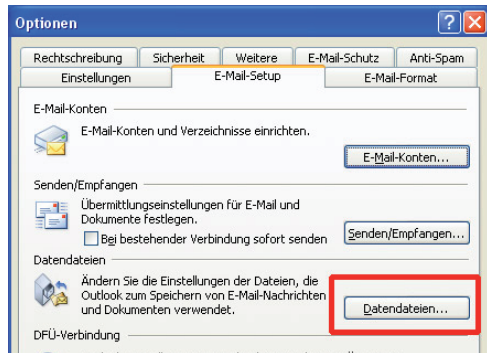 Optionen
Rechtschreibung Sicherheit Weitere E-Mail-Schutz Anti-Spam
Einstellungen E-Mail-Setup E-Mail-Format
E-Mail-Konten
E-Mail-Konten und Verzeichnisse einrichten.
E-Mail-Konten...
Senden/Empfangen
Übermittlungseinstellungen für E-Mail und
Dokumente festlegen.
Bei bestehender Verbindung sofort senden
Senden/Empfangen...
Datendateien
Ändern Sie die Einstellungen der Dateien, die
Outlook zum Speichern von E-Mail-Nachrichten
und Dokumenten verwendet.
Datendateien...
DFÜ-Verbindung